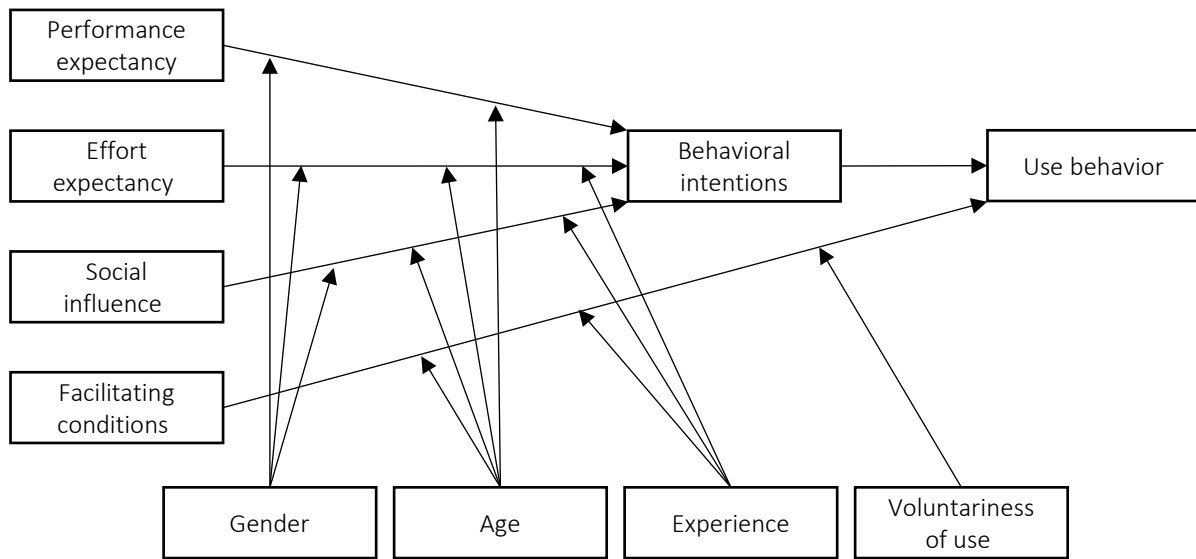 Performance
expectancy
Effort
expectancy
Behavioral
intentions
Use behavior
Social
influence
Facilitating
conditions
Gender
Age
Experience
Voluntariness
of use